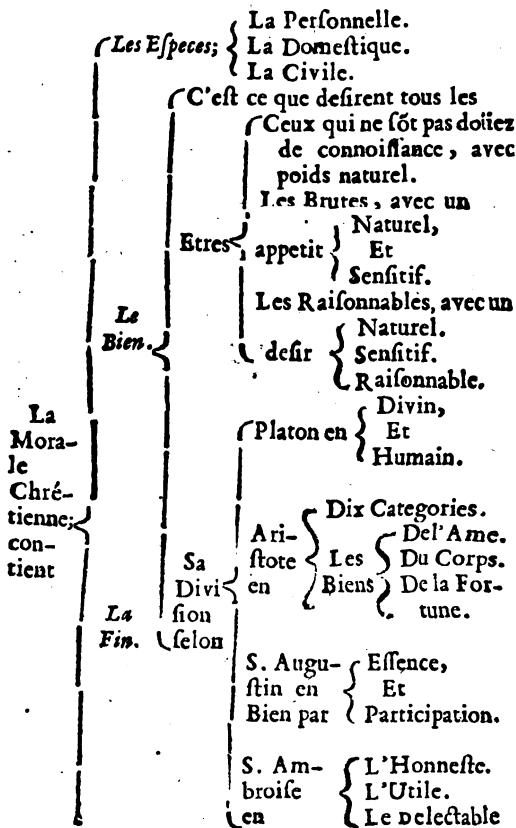 La Perſonnelle.
Les Eſpeces; La Domeſtique.
La Civile.
C'eſt ce que deſirent tous les
Ceux qui ne sõt pas doüez
de connoiſſance, avec
poids naturel.
Les Brutes, avec un
Naturel,
Etres appetit Et
Senſitif.
Les Raiſonnables, avec un
Le Naturel.
Bien. deſir Senſitif.
Raiſonnable.
La
Mora-
le
Chré-
tienne;
con-
tient
Divin,
Platon en Et
Humain.
Dix Categories.
Ari-
ſtote
en
Les
Biens
Del'Ame.
Du Corps.
De la For-
tune.
La
Fin.
Sa
Divi
ſion
ſelon
S. Augu-
ſtin en
Bien par
Eſſence,
Et
Participation.
S. Am-
broiſe
en
L'Honneſte.
L'Utile.
Le Delectable